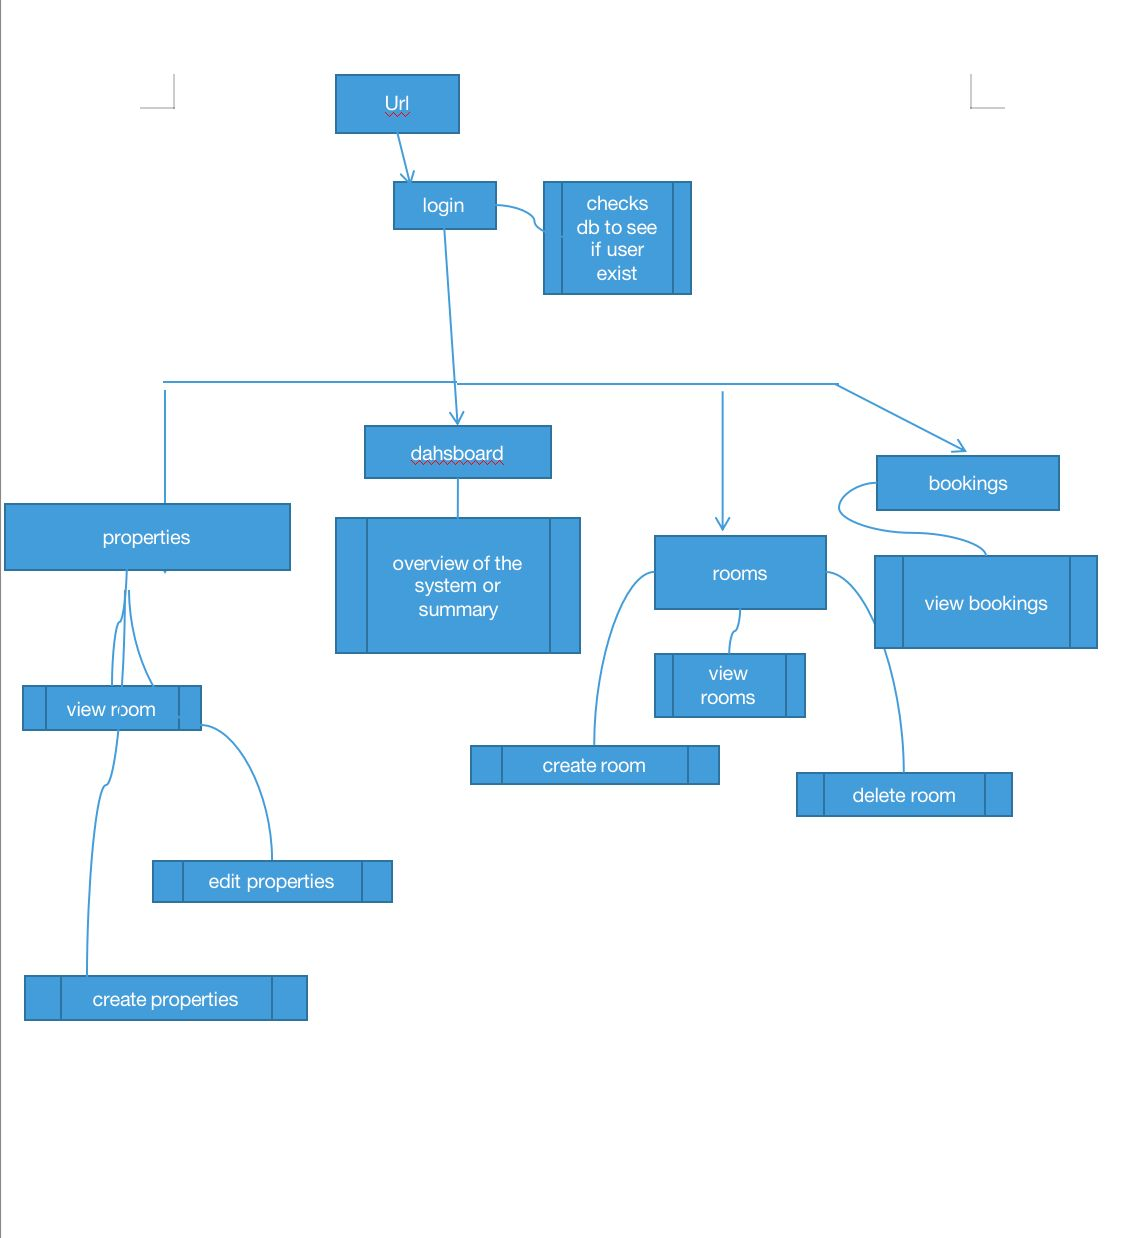 Url
login
checks
db to see
if user
exist
dahsboard
bookings
properties
overview of the
system or
summary
rooms
view bookings
view room
view
rooms
create room
delete room
edit properties
create properties